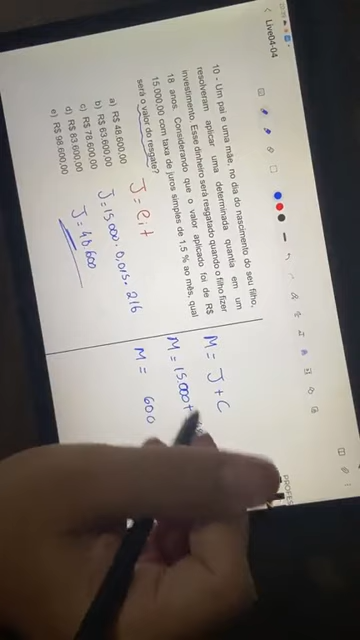 Live04-04
10 - Um pai e uma mãe, no dia do nascimento do seu filho,
resolveram aplicar uma determinada quantia em um
investimento. Esse dinheiro será resgatado quando o filho fizer
18 anos. Considerando que o valor aplicado foi de R$
15.000,00 com taxa de juros simples de 1,5 % ao mês, qual
será o valor do resgate?
a) R$ 48.600,00
b) R$ 63.600,00
c) R$ 78.600,00
d) R$ 83.600,00
e) R$ 98.600,00
J = C i t
J = 15000 . 0,015 . 216
J = 48600
M = J + C
M = 15.000 +
M = 600
PROFES